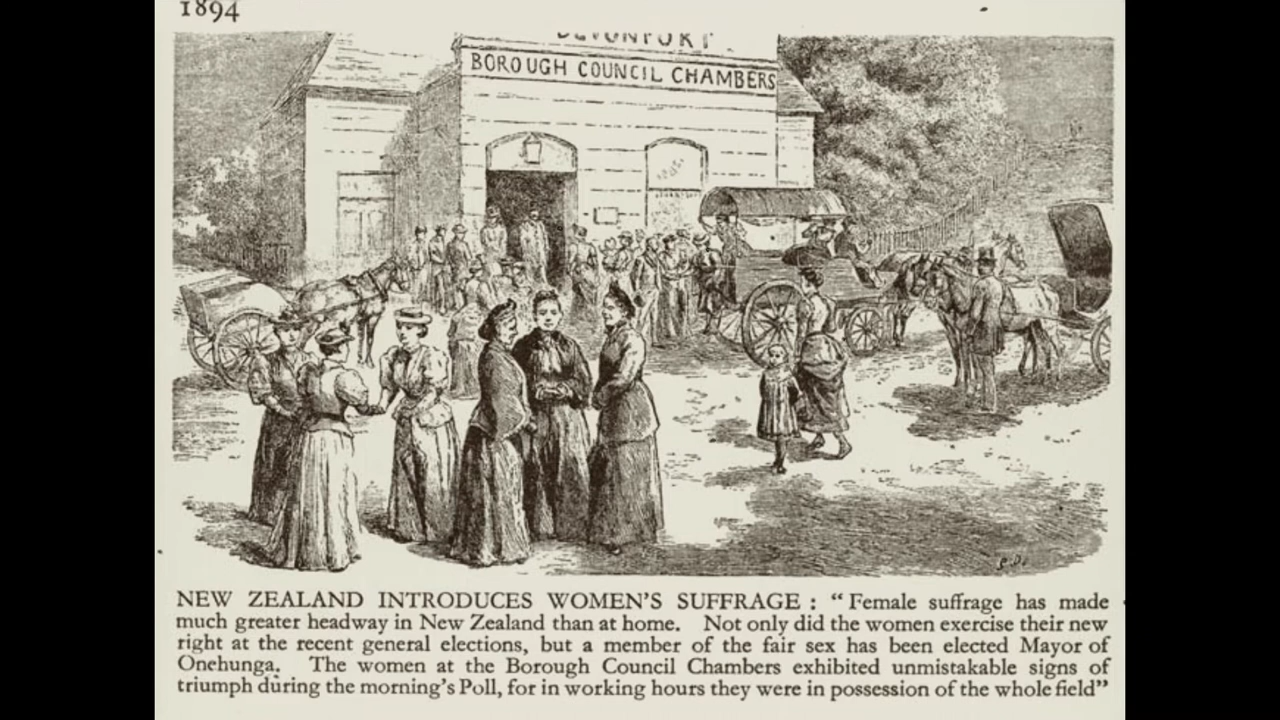 1894
DEVONPORT
BOROUGH COUNCIL CHAMBERS
NEW ZEALAND INTRODUCES WOMEN'S SUFFRAGE : "Female suffrage has made
much greater headway in New Zealand than at home. Not only did the women exercise their new
right at the recent general elections, but a member of the fair sex has been elected Mayor of
Onehunga. The women at the Borough Council Chambers exhibited unmistakable signs of
triumph during the morning's Poll, for in working hours they were in possession of the whole field"